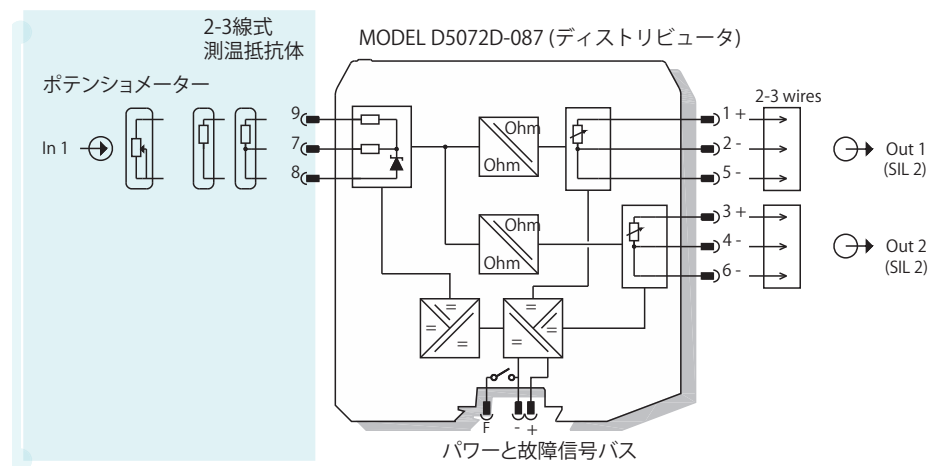 2-3線式
測温抵抗体
MODEL D5072D-087 (ディストリビュータ)
ポテンショメーター
2-3 wires
In 1
9
7
8
Ohm
Ohm
1 +
2 -
5 -
Out 1
(SIL 2)
Ohm
Ohm
3 +
4 -
6 -
Out 2
(SIL 2)
=
=
=
=
=
=
F
- +
パワーと故障信号バス